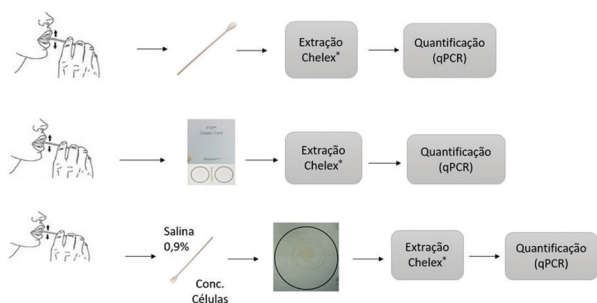 Extração
Chelex*
Quantificação
(qPCR)
Extração
Chelex*
Quantificação
(qPCR)
Salina
0,9%
Conc.
Células
Extração
Chelex*
Quantificação
(qPCR)